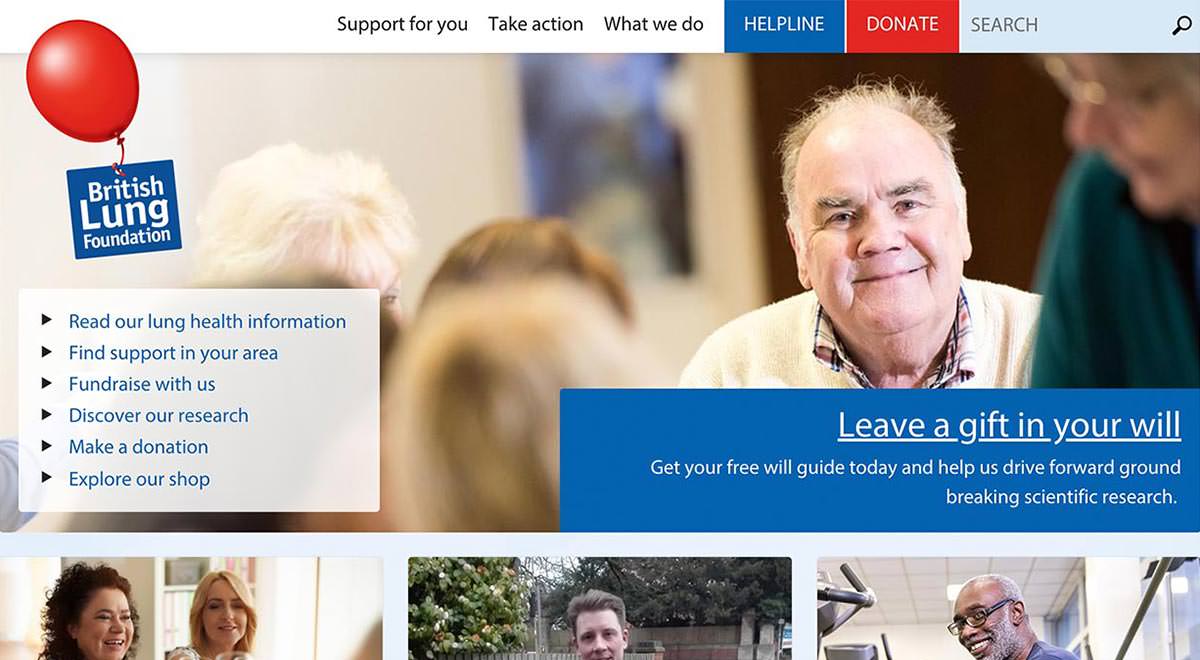 Support for you Take action What we do HELPLINE DONATE SEARCH
British
Lung
Foundation
Read our lung health information
Find support in your area
Fundraise with us
Discover our research
Make a donation
Explore our shop
Leave a gift in your will
Get your free will guide today and help us drive forward ground
breaking scientific research.